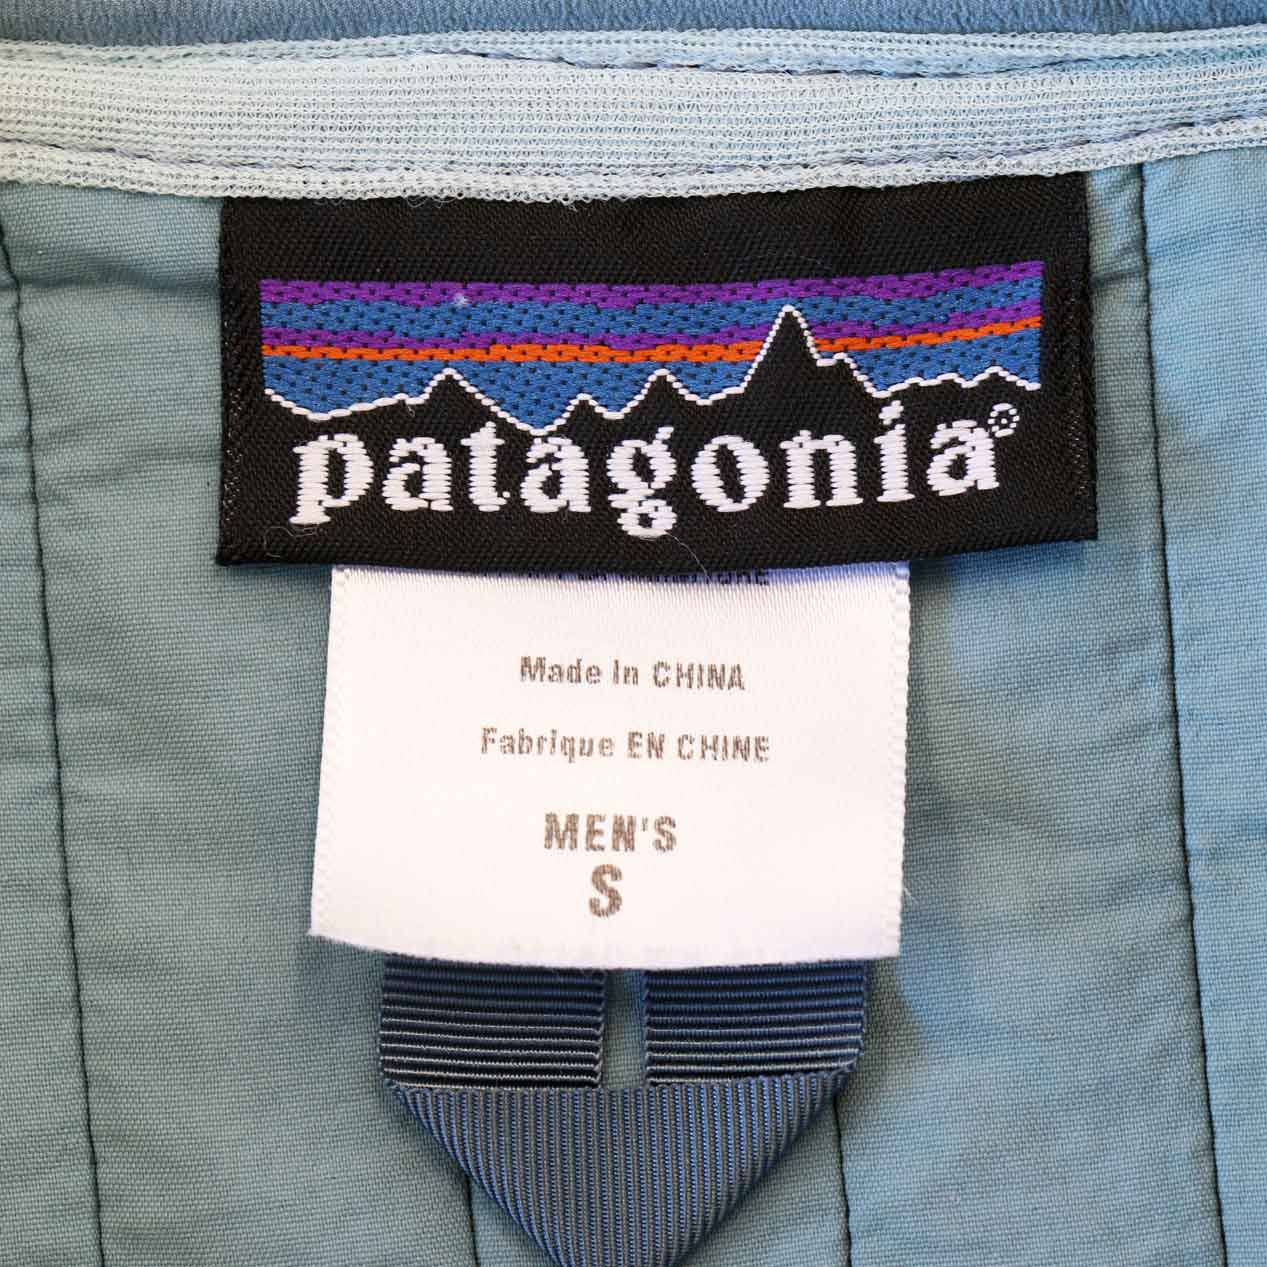 patagonia®
Made In CHINA
Fabrique EN CHINE
MEN'S
S